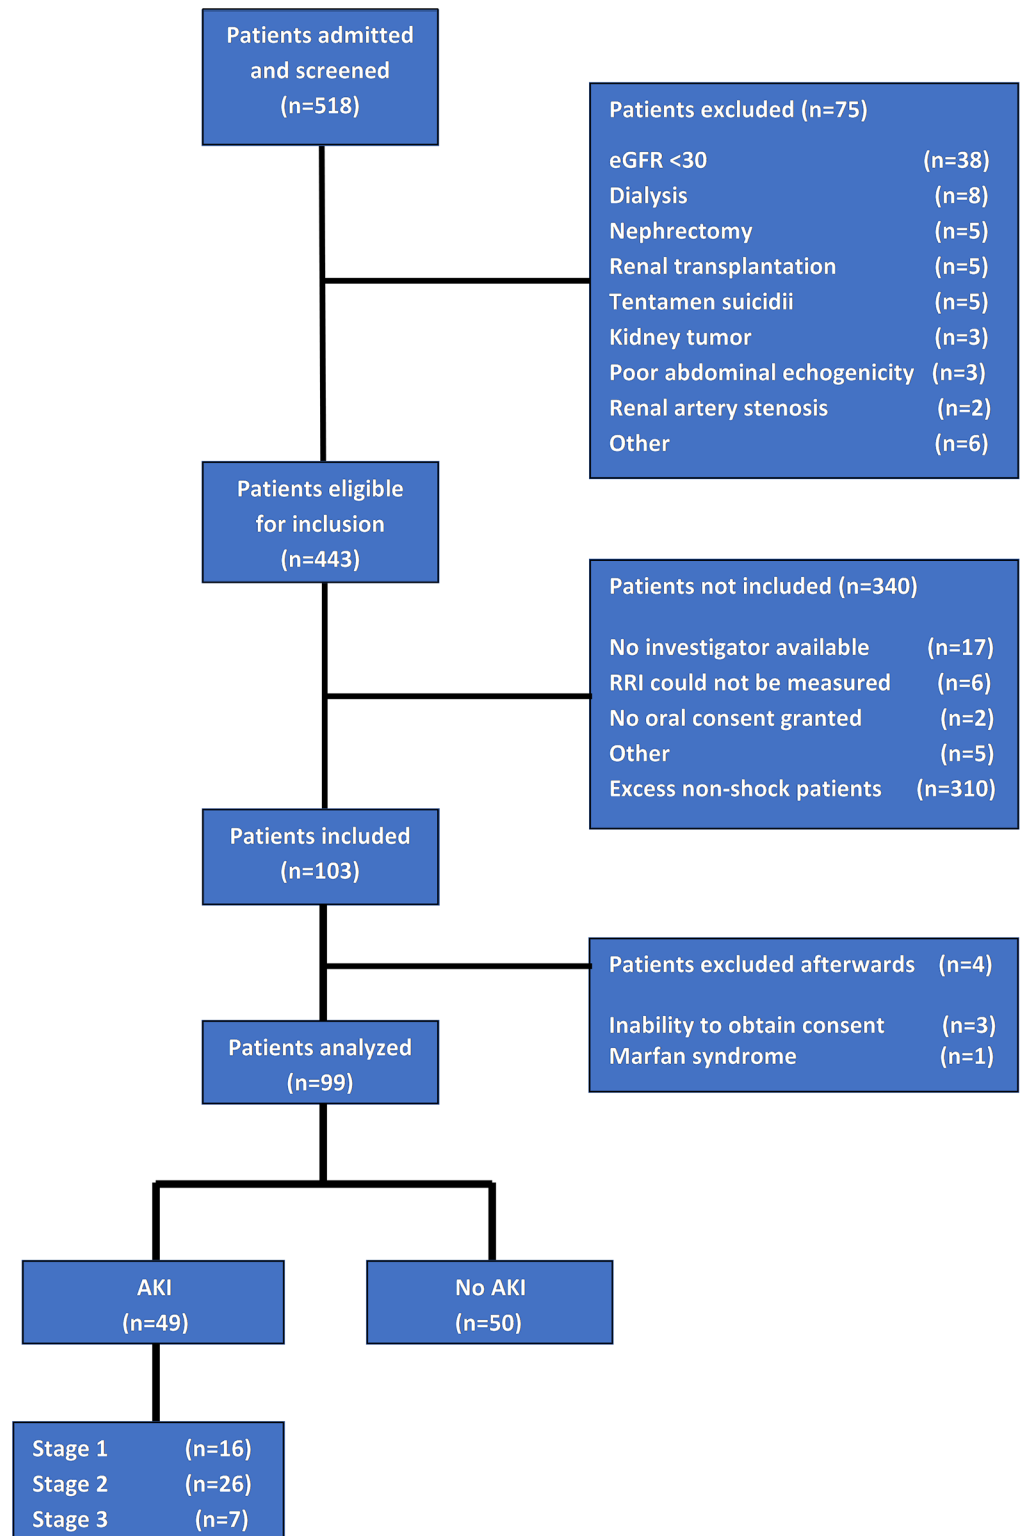 Patients admitted
and screened
(n=518)
Patients excluded (n=75)
eGFR <30 (n=38)
Dialysis (n=8)
Nephrectomy (n=5)
Renal transplantation (n=5)
Tentamen suicidii (n=5)
Kidney tumor (n=3)
Poor abdominal echogenicity (n=3)
Renal artery stenosis (n=2)
Other (n=6)
Patients eligible
for inclusion
(n=443)
Patients not included (n=340)
No investigator available (n=17)
RRI could not be measured (n=6)
No oral consent granted (n=2)
Other (n=5)
Excess non-shock patients (n=310)
Patients included
(n=103)
Patients excluded afterwards (n=4)
Inability to obtain consent (n=3)
Marfan syndrome (n=1)
Patients analyzed
(n=99)
AKI
(n=49)
No AKI
(n=50)
Stage 1 (n=16)
Stage 2 (n=26)
Stage 3 (n=7)